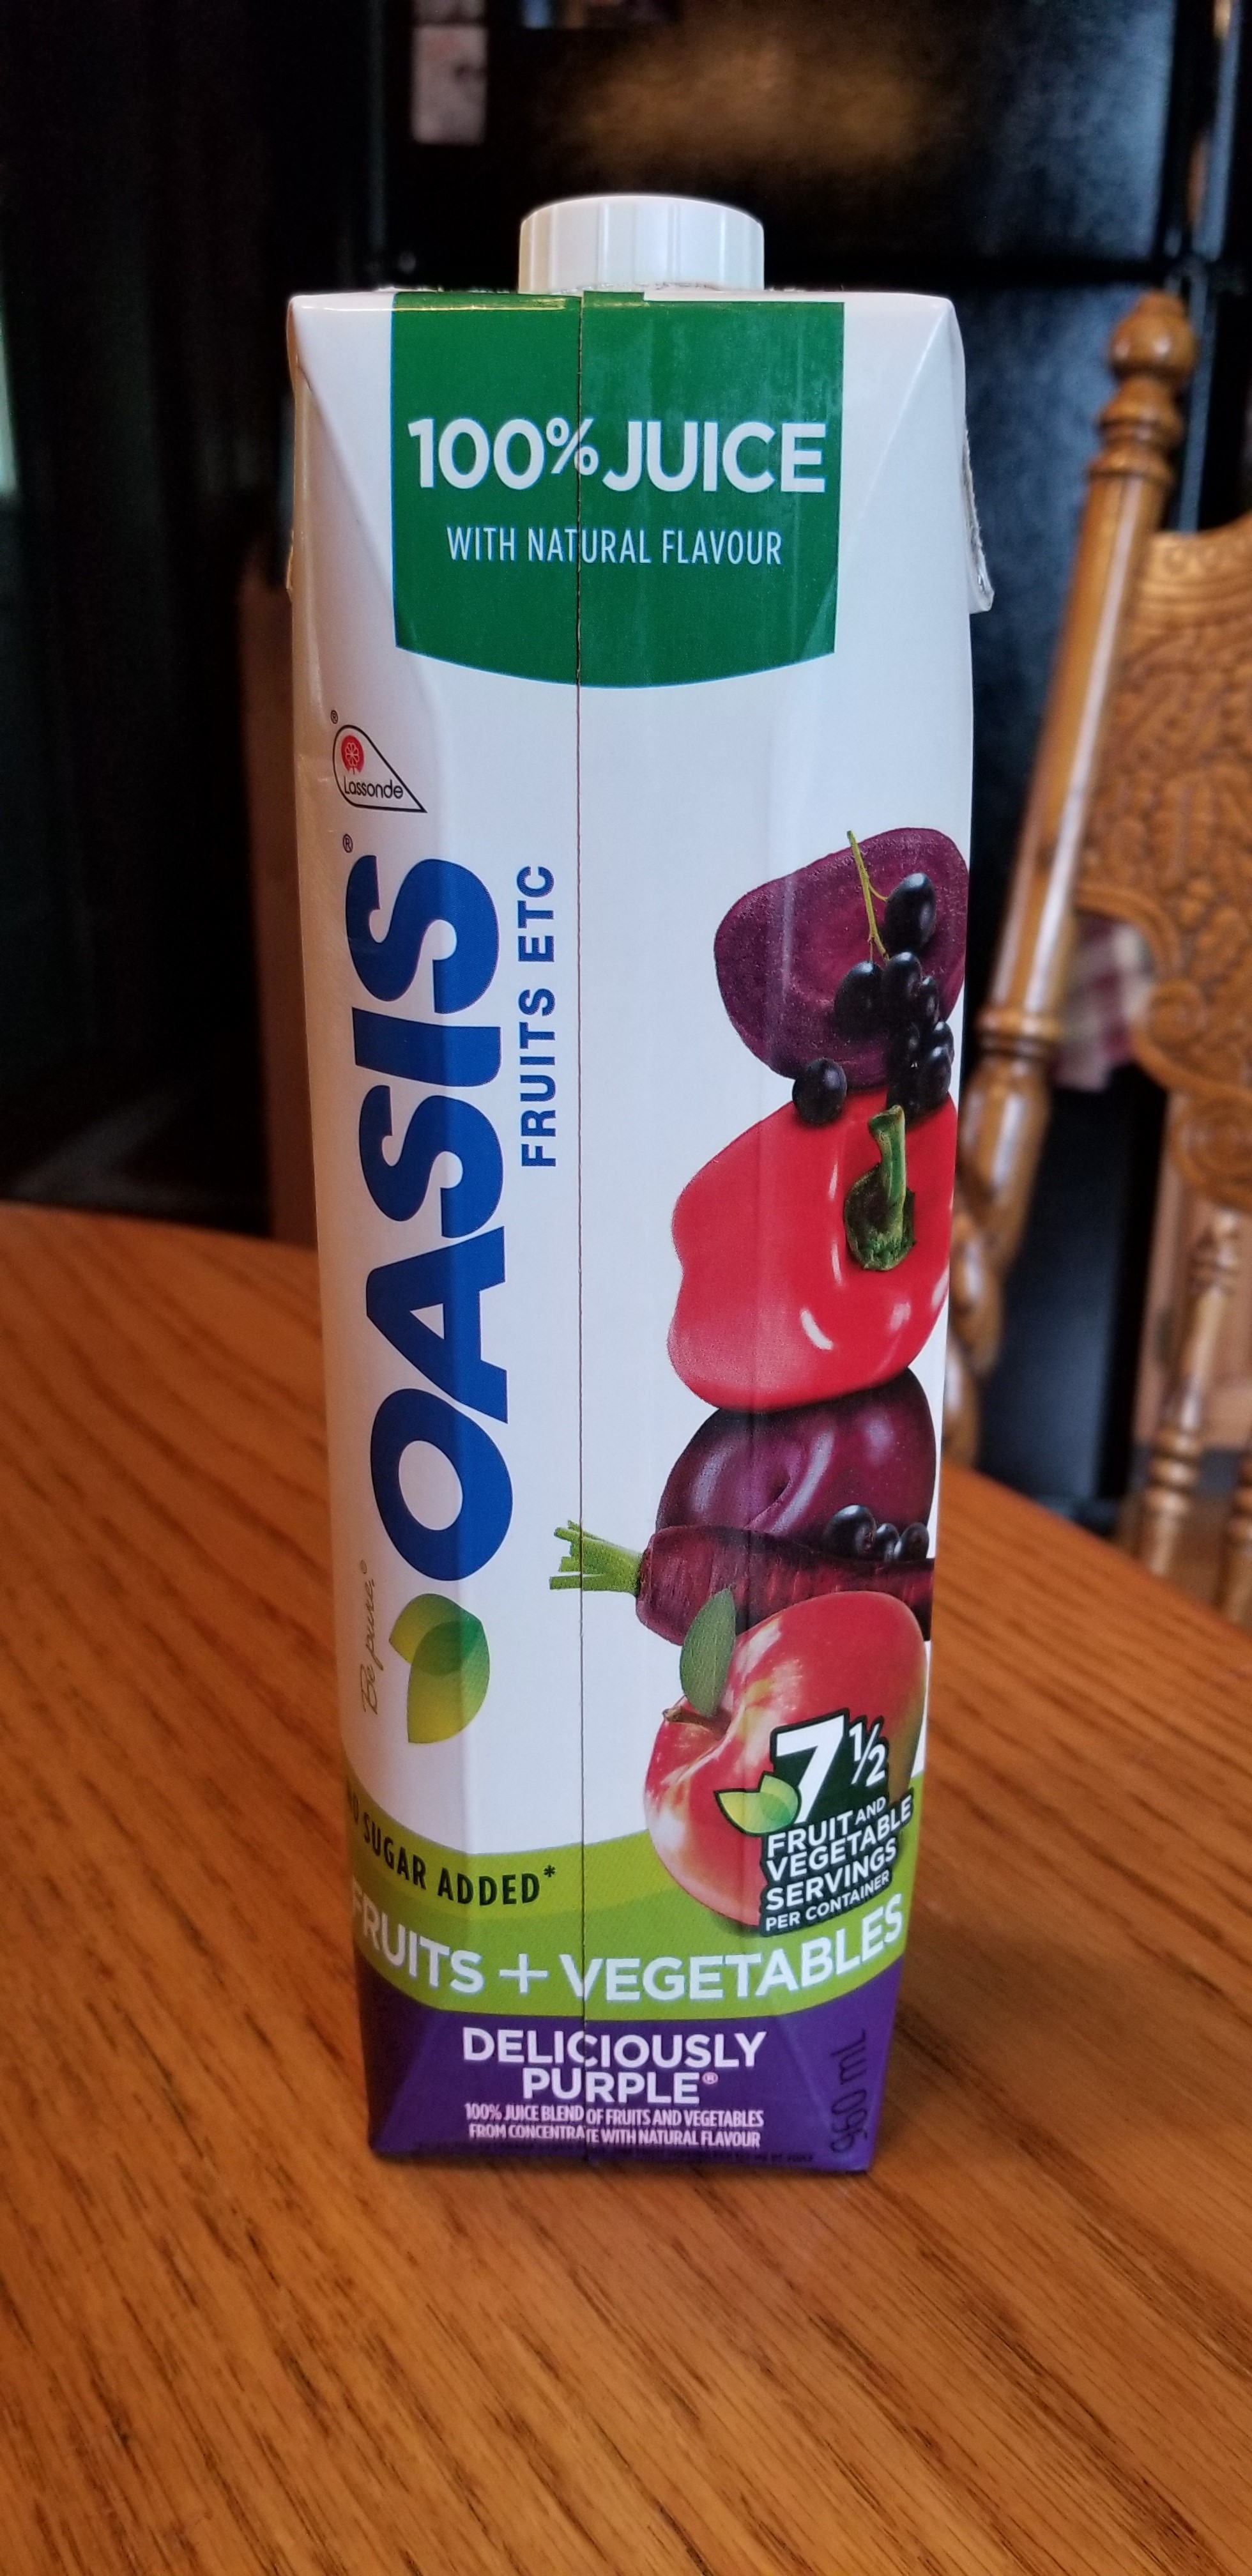 100% JUICE
WITH NATURAL FLAVOUR
®
Lassonde
OASIS®
FRUITS ETC
Be pure.®
7 1/2
FRUIT AND
VEGETABLE
SERVINGS
PER CONTAINER
SUGAR ADDED*
FRUITS + VEGETABLES
DELICIOUSLY
PURPLE®
100% JUICE BLEND OF FRUITS AND VEGETABLES
FROM CONCENTRATE WITH NATURAL FLAVOUR
960 mL